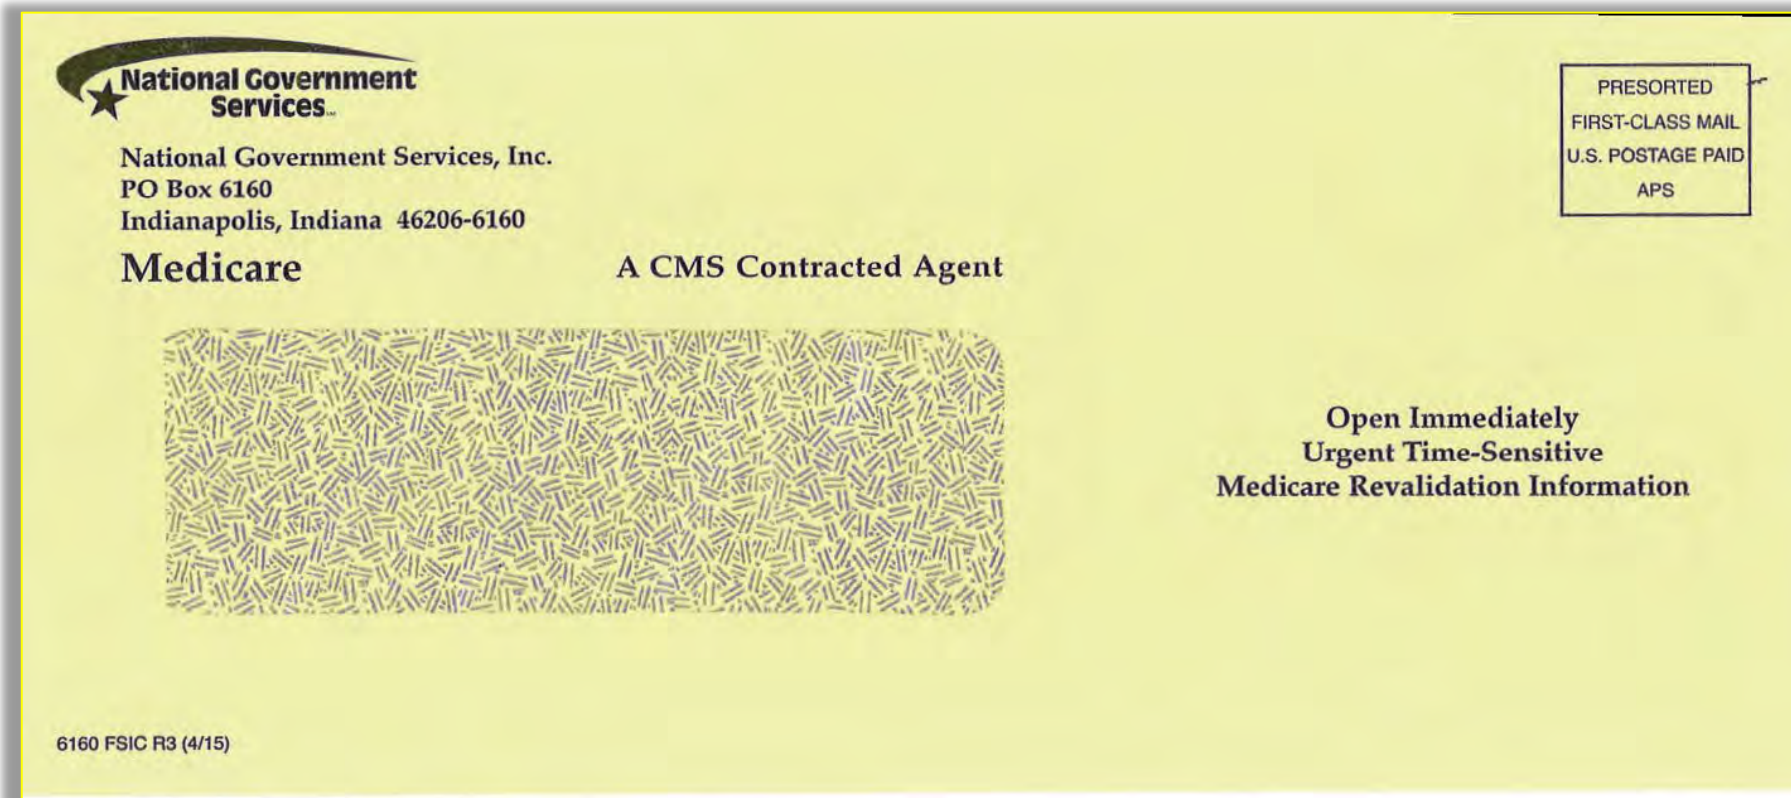 National Government
Services
National Government Services, Inc.
PO Box 6160
Indianapolis, Indiana 46206-6160
Medicare
A CMS Contracted Agent
PRESORTED
FIRST-CLASS MAIL
U.S. POSTAGE PAID
APS
Open Immediately
Urgent Time-Sensitive
Medicare Revalidation Information
6160 FSIC R3 (4/15)